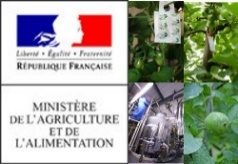 Liberté • Égalité • Fraternité
RÉPUBLIQUE FRANÇAISE
MINISTÈRE
DE L'AGRICULTURE
ET DE
L'ALIMENTATION